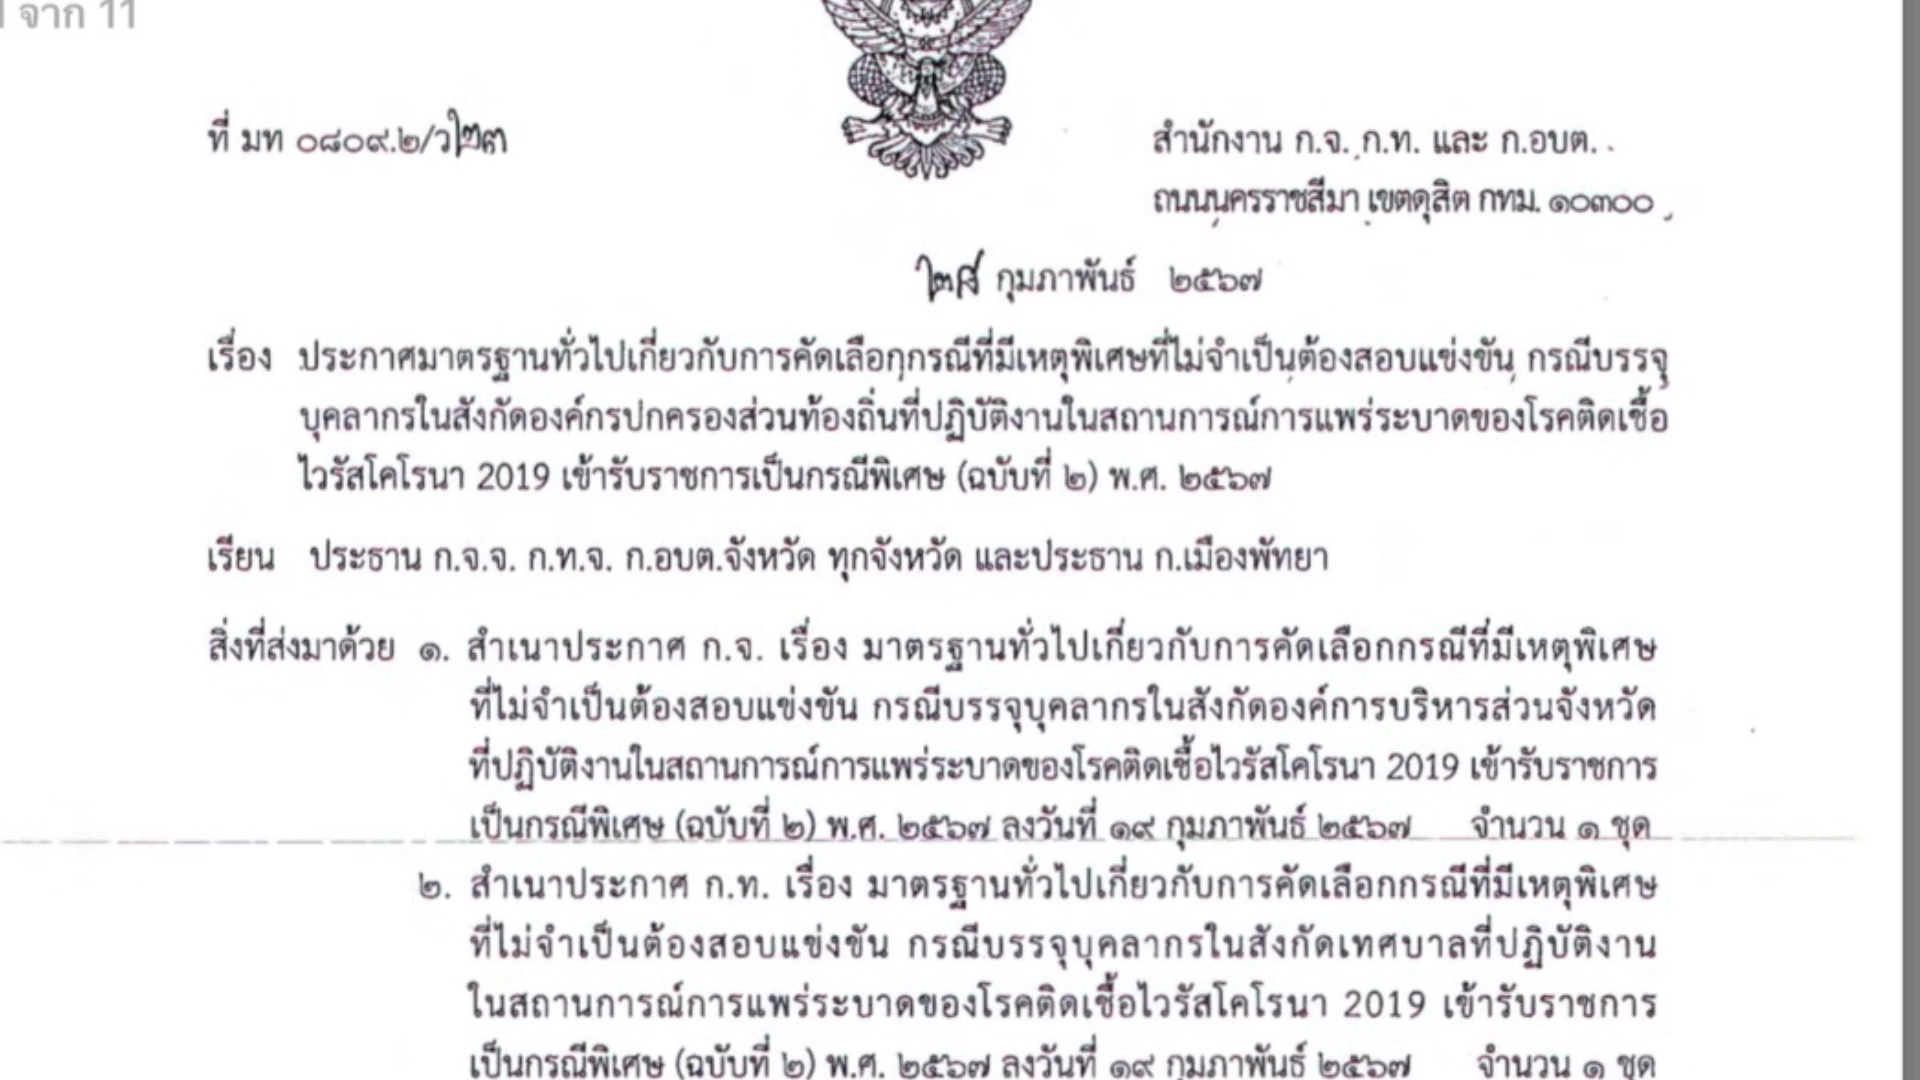 จาก 11
ที่ มท ๐๘๐๙.๒/ว๒๓
สำนักงาน ก.จ. ก.ท. และ ก.อบต.
ถนนนครราชสีมา เขตดุสิต กทม. ๑๐๓๐๐
กุมภาพันธ์ ๒๕๖๗
เรื่อง ประกาศมาตรฐานทั่วไปเกี่ยวกับการคัดเลือกกรณีที่มีเหตุพิเศษที่ไม่จำเป็นต้องสอบแข่งขัน กรณีบรรจุ
บุคลากรในสังกัดองค์กรปกครองส่วนท้องถิ่นที่ปฏิบัติงานในสถานการณ์การแพร่ระบาดของโรคติดเชื้อ
ไวรัสโคโรนา 2019 เข้ารับราชการเป็นกรณีพิเศษ (ฉบับที่ ๒) พ.ศ. ๒๕๖๗
เรียน ประธาน ก.จ.จ. ก.ท.จ. ก.อบต.จังหวัด ทุกจังหวัด และประธาน ก.เมืองพัทยา
สิ่งที่ส่งมาด้วย ๑. สำเนาประกาศ ก.จ. เรื่อง มาตรฐานทั่วไปเกี่ยวกับการคัดเลือกกรณีที่มีเหตุพิเศษ
ที่ไม่จำเป็นต้องสอบแข่งขัน กรณีบรรจุบุคลากรในสังกัดองค์การบริหารส่วนจังหวัด
ที่ปฏิบัติงานในสถานการณ์การแพร่ระบาดของโรคติดเชื้อไวรัสโคโรนา 2019 เข้ารับราชการ
เป็นกรณีพิเศษ (ฉบับที่ ๒) พ.ศ. ๒๕๖๗ ลงวันที่ ๑๙ กุมภาพันธ์ ๒๕๖๗ จำนวน ๑ ชุด
๒. สำเนาประกาศ ก.ท. เรื่อง มาตรฐานทั่วไปเกี่ยวกับการคัดเลือกกรณีที่มีเหตุพิเศษ
ที่ไม่จำเป็นต้องสอบแข่งขัน กรณีบรรจุบุคลากรในสังกัดเทศบาลที่ปฏิบัติงาน
ในสถานการณ์การแพร่ระบาดของโรคติดเชื้อไวรัสโคโรนา 2019 เข้ารับราชการ
เป็นกรณีพิเศษ (ฉบับที่ ๒) พ.ศ. ๒๕๖๗ ลงวันที่ ๑๙ กุมภาพันธ์ ๒๕๖๗ จำนวน ๑ ชุด